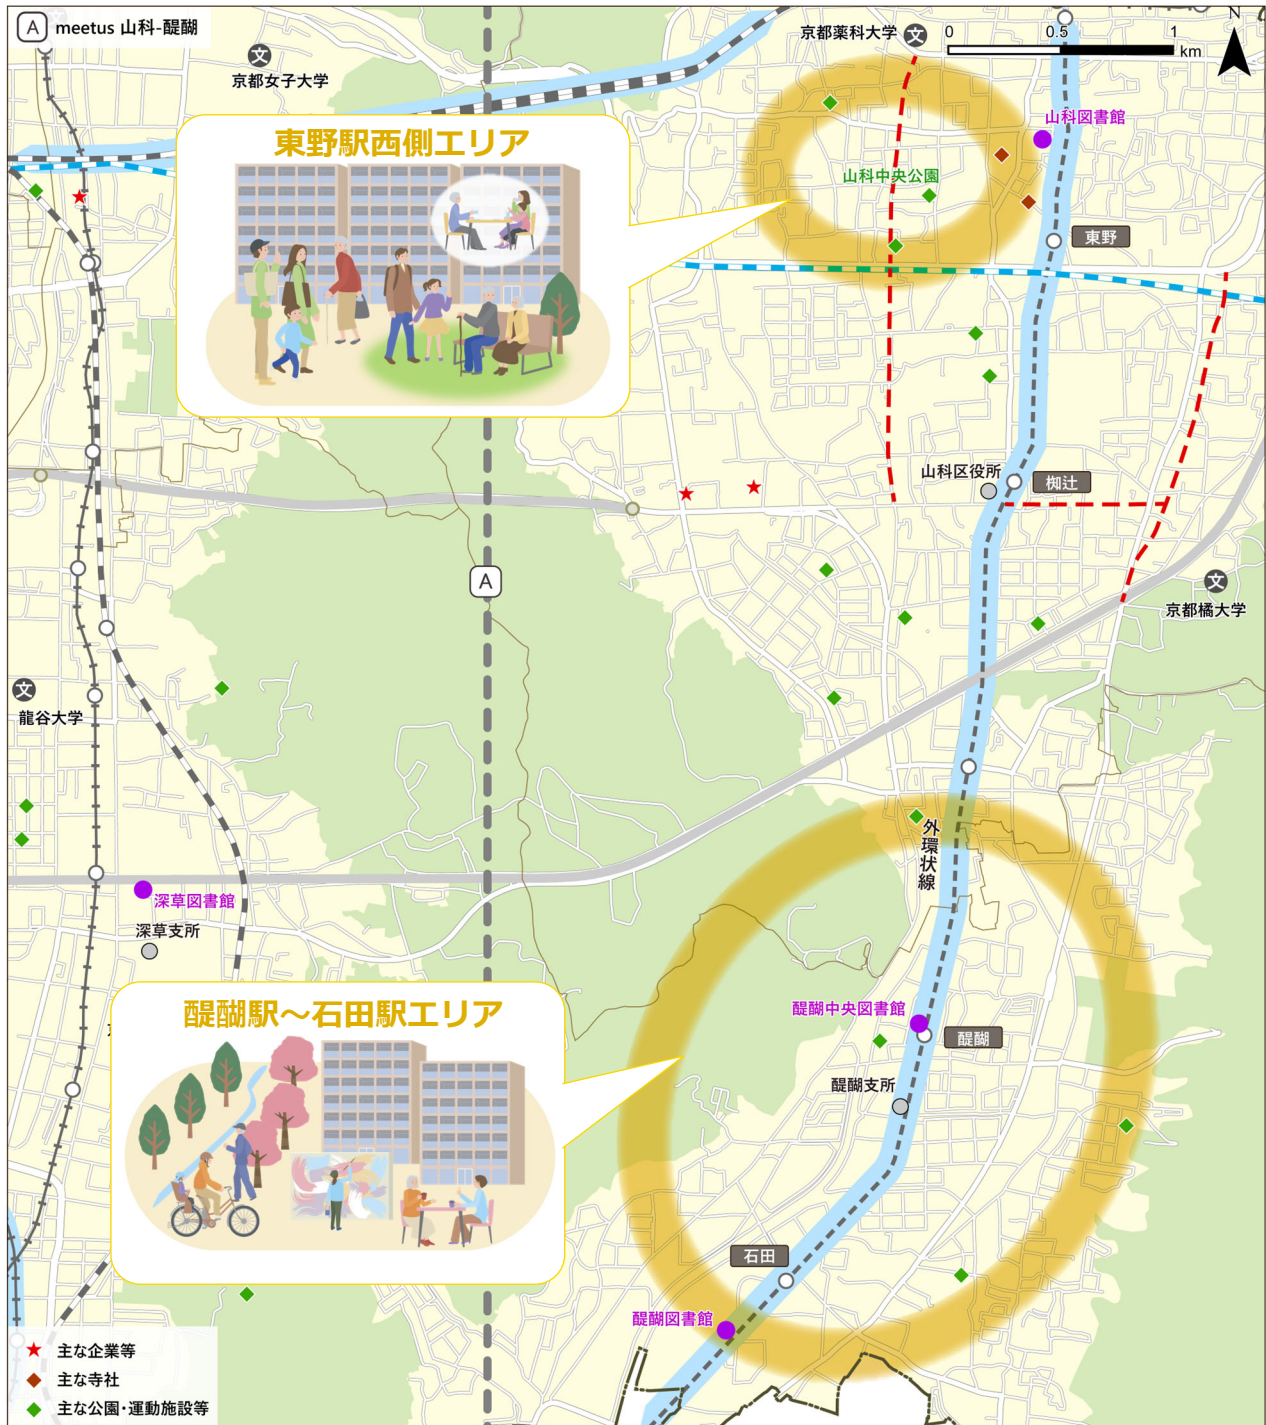 A meetus 山科-醍醐
文
京都女子大学
京都薬科大学 文
0 0.5 1
km
N
東野駅西側エリア
山科図書館
山科中央公園
東野
山科区役所
椥辻
A
文
京都橘大学
文
龍谷大学
外環状線
深草図書館
深草支所
醍醐駅～石田駅エリア
醍醐中央図書館
醍醐
醍醐支所
石田
醍醐図書館
主な企業等
主な寺社
主な公園・運動施設等